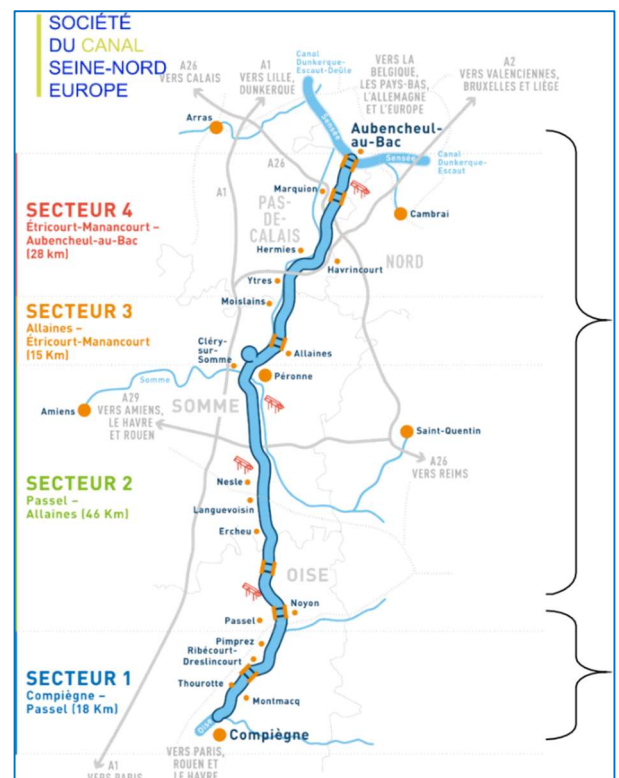 SOCIÉTÉ
DU CANAL
SEINE-NORD
EUROPE
A26
VERS CALAIS
A1
VERS LILLE,
DUNKERQUE
Canal
Dunkerque-
Escaut-Deûle
VERS LA
BELGIQUE,
LES PAYS-BAS,
L'ALLEMAGNE
ET L'EUROPE
A2
VERS VALENCIENNES,
BRUXELLES ET LIÈGE
Arras
Sensée
Aubencheul-
au-Bac
Sensée
Canal
Dunkerque-
Escaut
A26
A1
Marquion
PAS-
DE-
CALAIS
Cambrai
SECTEUR 4
Étricourt-Manancourt –
Aubencheul-au-Bac
(28 km)
Hermies
NORD
Havrincourt
Ytres
Moislains
SECTEUR 3
Allaines –
Étricourt-Manancourt
(15 Km)
Cléry-
sur-
Somme
Allaines
Péronne
Somme
Amiens
A29
VERS AMIENS,
LE HAVRE
ET ROUEN
SOMME
Saint-Quentin
A26
VERS REIMS
SECTEUR 2
Passel –
Allaines (46 Km)
Nesle
Languevoisin
Ercheu
OISE
Noyon
Passel
Pimprez
Ribécourt-
Dreslincourt
SECTEUR 1
Compiègne –
Passel (18 Km)
Thourotte
Montmacq
Oise
Compiègne
A1
VERS PARIS
VERS PARIS,
ROUEN ET
LE HAVRE